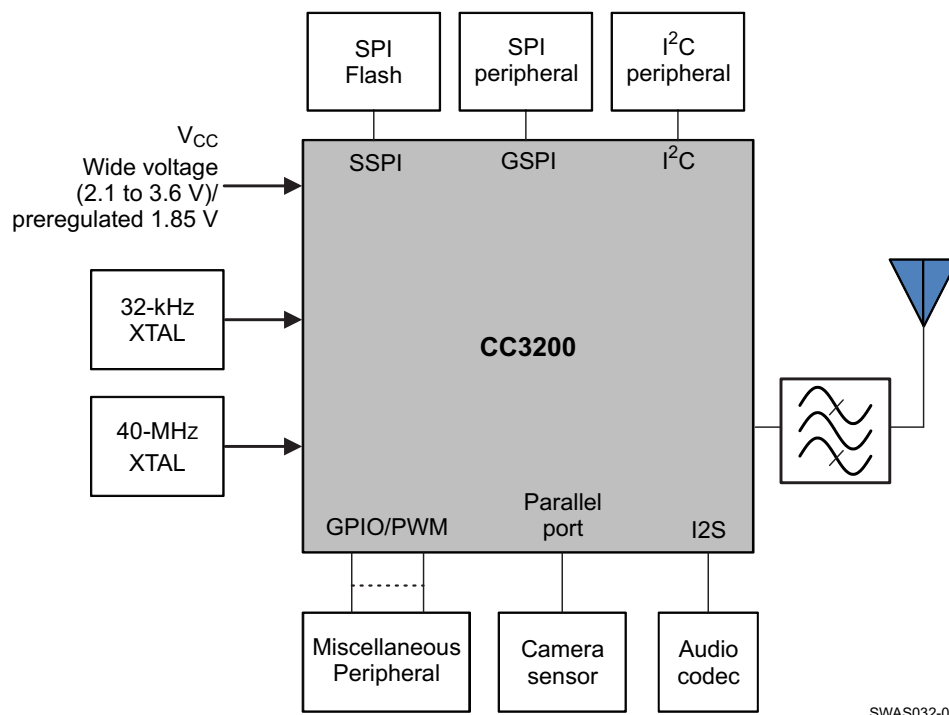 SPI
Flash
SPI
peripheral
I²C
peripheral
V_CC
Wide voltage
(2.1 to 3.6 V)/
preregulated 1.85 V
SSPI
GSPI
I²C
32-kHz
XTAL
CC3200
40-MHz
XTAL
GPIO/PWM
Parallel
port
I2S
Miscellaneous
Peripheral
Camera
sensor
Audio
codec